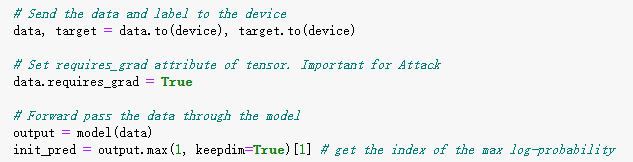 # Send the data and label to the device
data, target = data.to(device), target.to(device)
# Set requires_grad attribute of tensor. Important for Attack
data.requires_grad = True
# Forward pass the data through the model
output = model(data)
init_pred = output.max(1, keepdim=True)[1] # get the index of the max log-probability